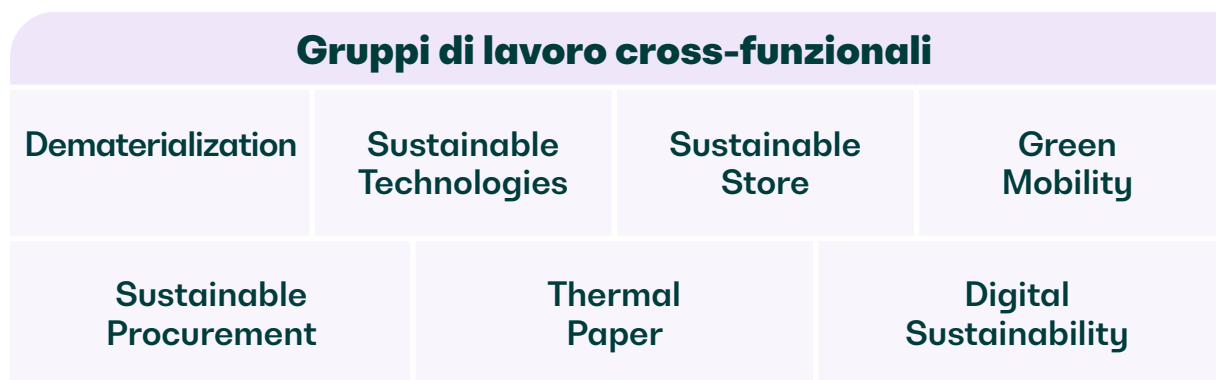 Gruppi di lavoro cross-funzionali
Dematerialization
Sustainable
Technologies
Sustainable
Store
Green
Mobility
Sustainable
Procurement
Thermal
Paper
Digital
Sustainability